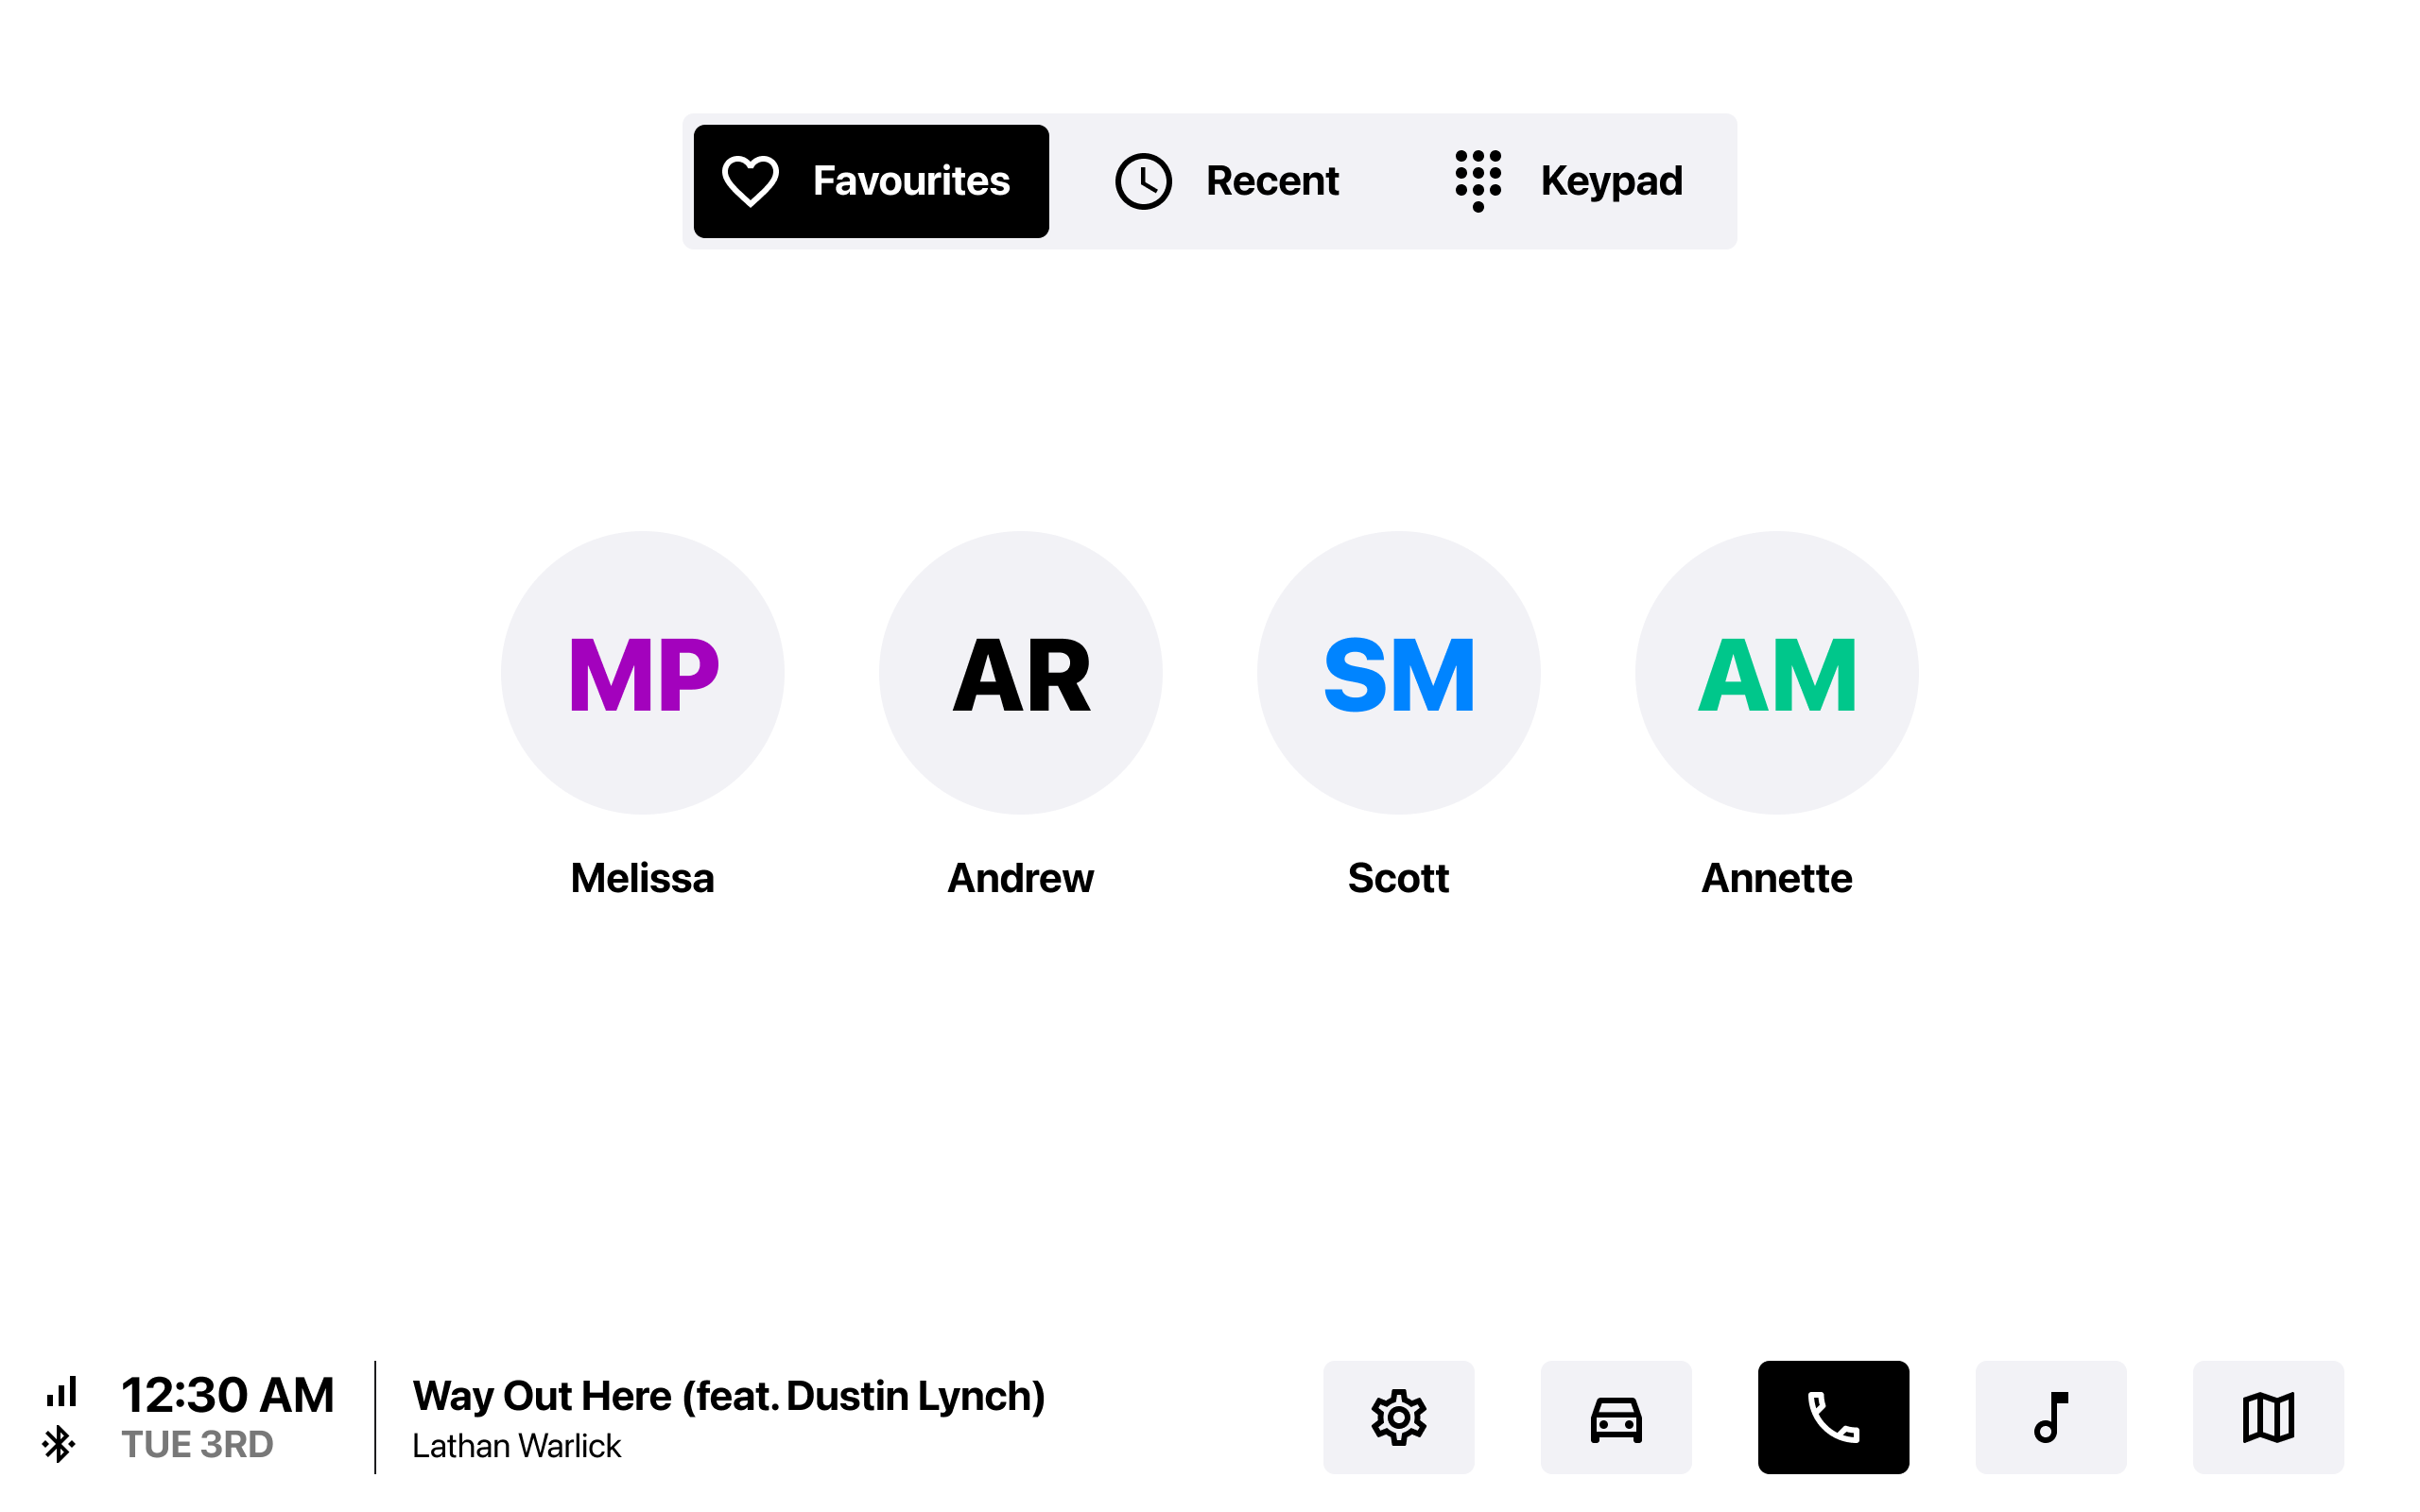 Favourites
Recent
Keypad
MP
AR
SM
AM
Melissa
Andrew
Scott
Annette
12:30 AM
TUE 3RD
Way Out Here (feat. Dustin Lynch)
Lathan Warlick